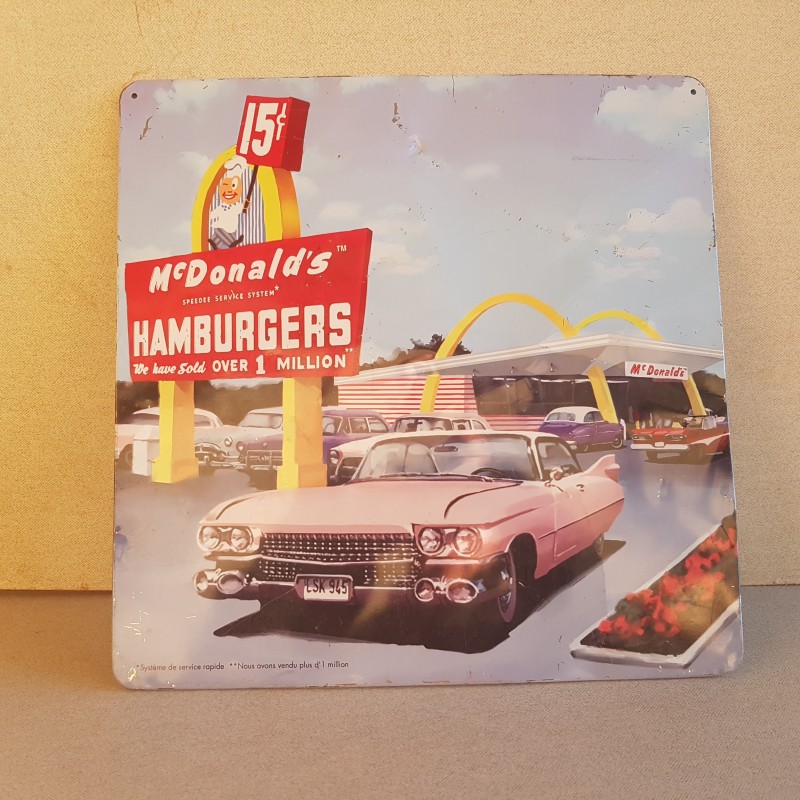 15¢
McDonald's™
SPEEDEE SERVICE SYSTEM*
HAMBURGERS
We have Sold OVER 1 MILLION**
McDonald's
LSK 945
*Système de service rapide **Nous avons vendu plus d'1 million